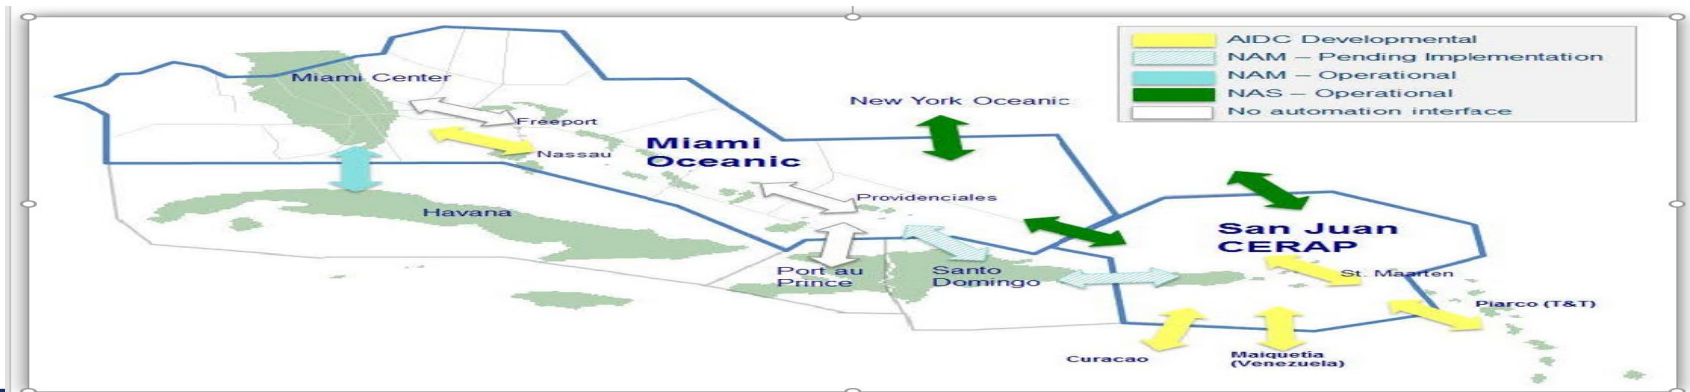 AIDC Developmental
NAM – Pending Implementation
NAM – Operational
NAS – Operational
No automation interface
Miami Center
New York Oceanic
Freeport
Miami
Oceanic
Nassau
Providenciales
Havana
San Juan
CERAP
Port au
Prince
Santo
Domingo
St. Maarten
Piarco (T&T)
Curacao
Maiquetia
(Venezuela)